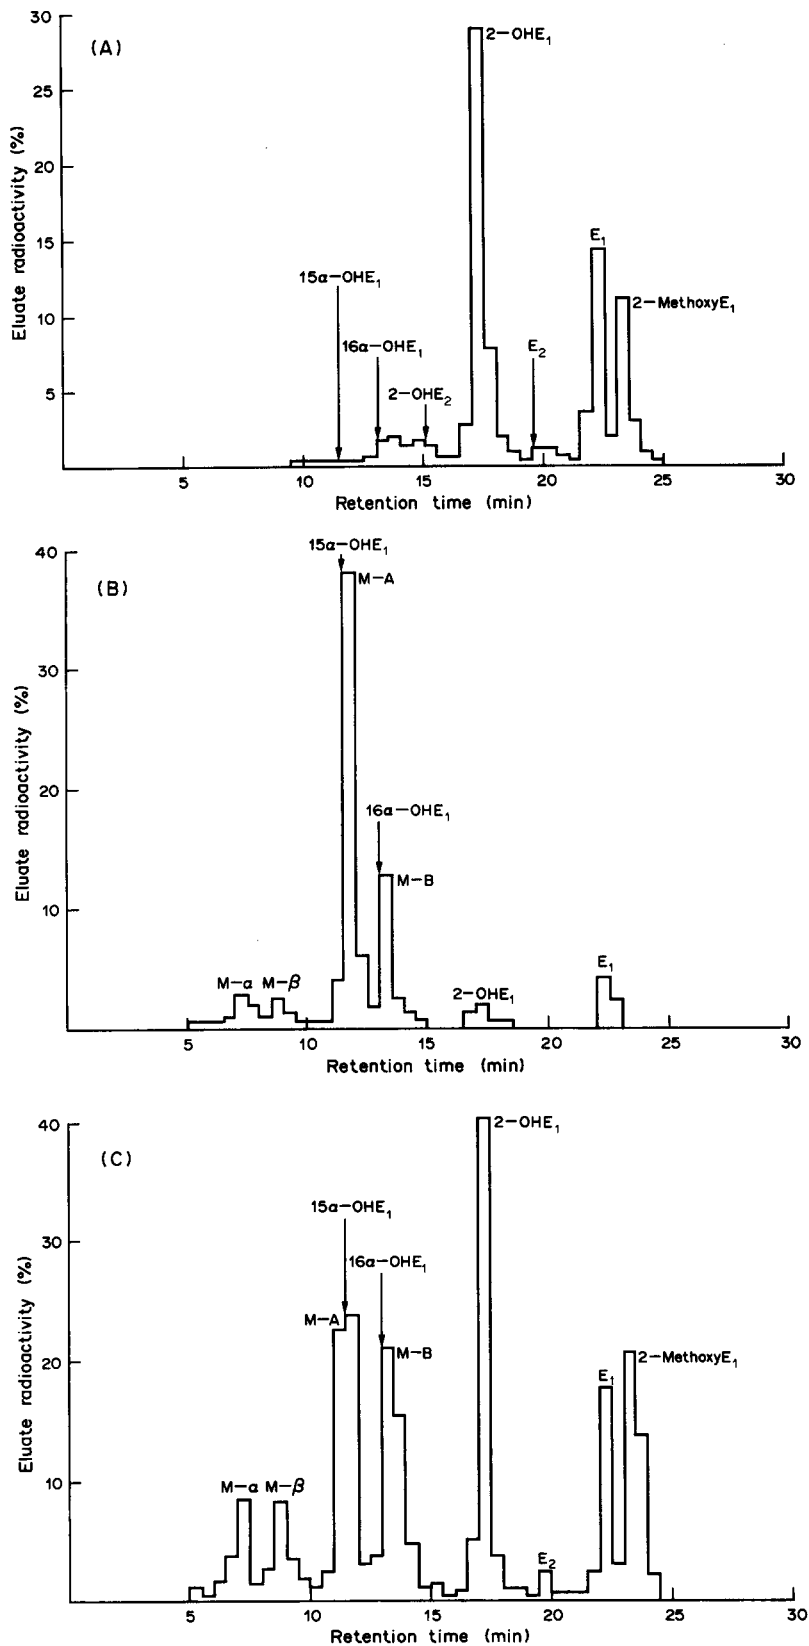 (A)
Eluate radioactivity (%)
30
25
20
15
10
5
2-OHE₁
15α-OHE₁
16α-OHE₁
2-OHE₂
E₂
E₁
2-MethoxyE₁
5 10 15 20 25 30
Retention time (min)
(B)
Eluate radioactivity (%)
40
30
20
10
15α-OHE₁
M-A
16α-OHE₁
M-B
M-α M-β
2-OHE₁
E₁
5 10 15 20 25 30
Retention time (min)
(C)
Eluate radioactivity (%)
40
30
20
10
2-OHE₁
15α-OHE₁
16α-OHE₁
M-A
M-B
M-α M-β
E₂
E₁
2-MethoxyE₁
5 10 15 20 25 30
Retention time (min)